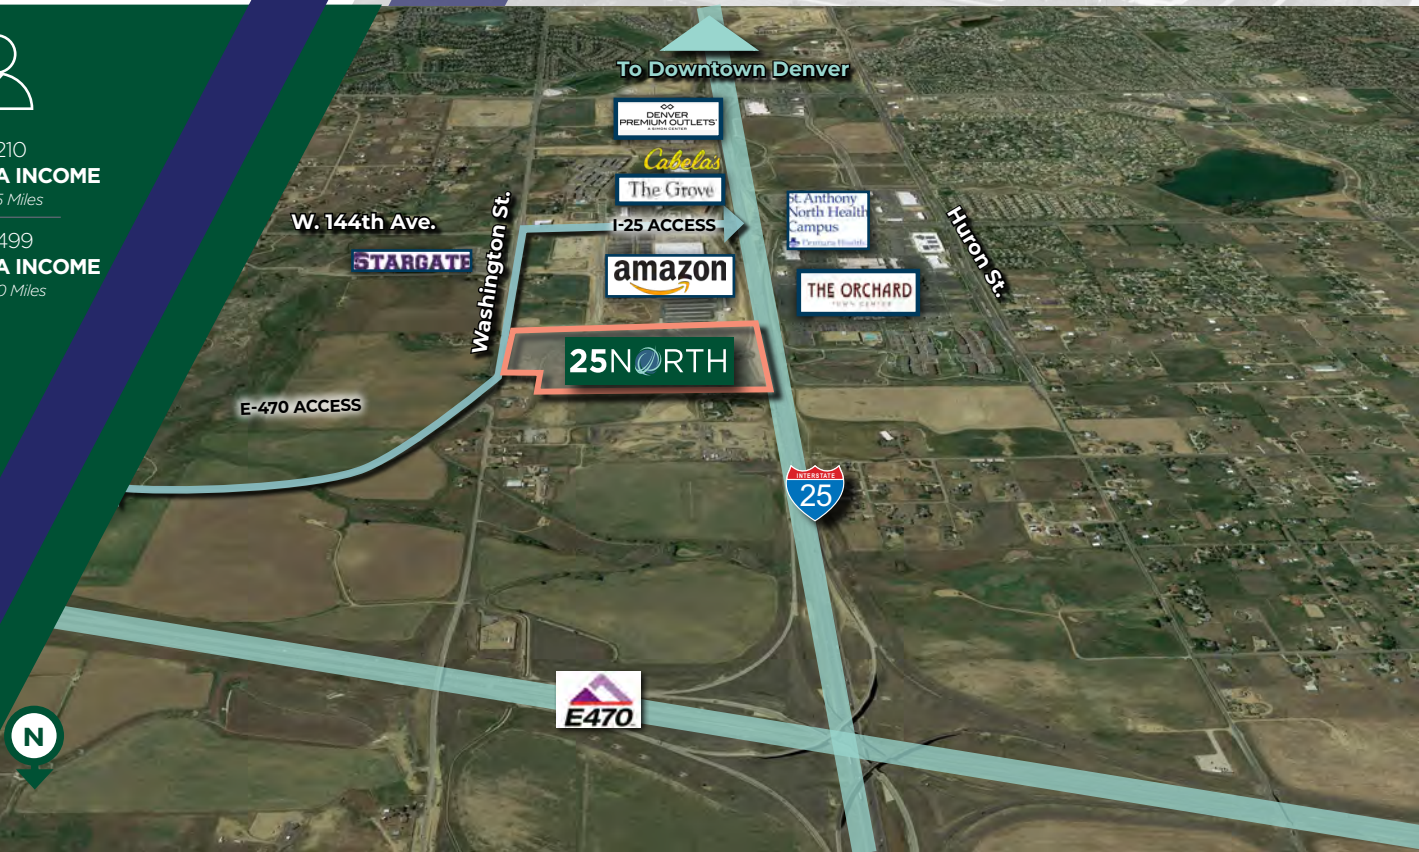 210
A INCOME
5 Miles
499
A INCOME
0 Miles
To Downtown Denver
DENVER
PREMIUM OUTLETS
A SIMON CENTER
Cabela's
The Grove
I-25 ACCESS
St. Anthony
North Health
Campus
Centura Health
W. 144th Ave.
STARGATE
Washington St.
Huron St.
amazon
THE ORCHARD
TOWN CENTER
25NORTH
E-470 ACCESS
INTERSTATE
25
E470
N